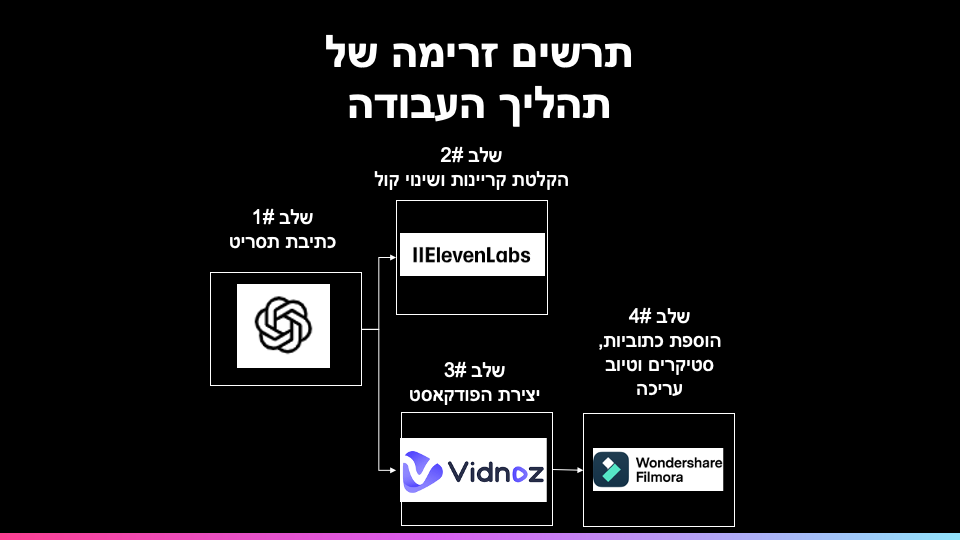 תרשים זרימה של
תהליך העבודה
שלב #1
כתיבת תסריט
שלב #2
הקלטת קריינות ושינוי קול
IIElevenLabs
שלב #3
יצירת הפודקאסט
Vidnoz
שלב #4
הוספת כתוביות,
סטיקרים וטיוב
עריכה
Wondershare
Filmora